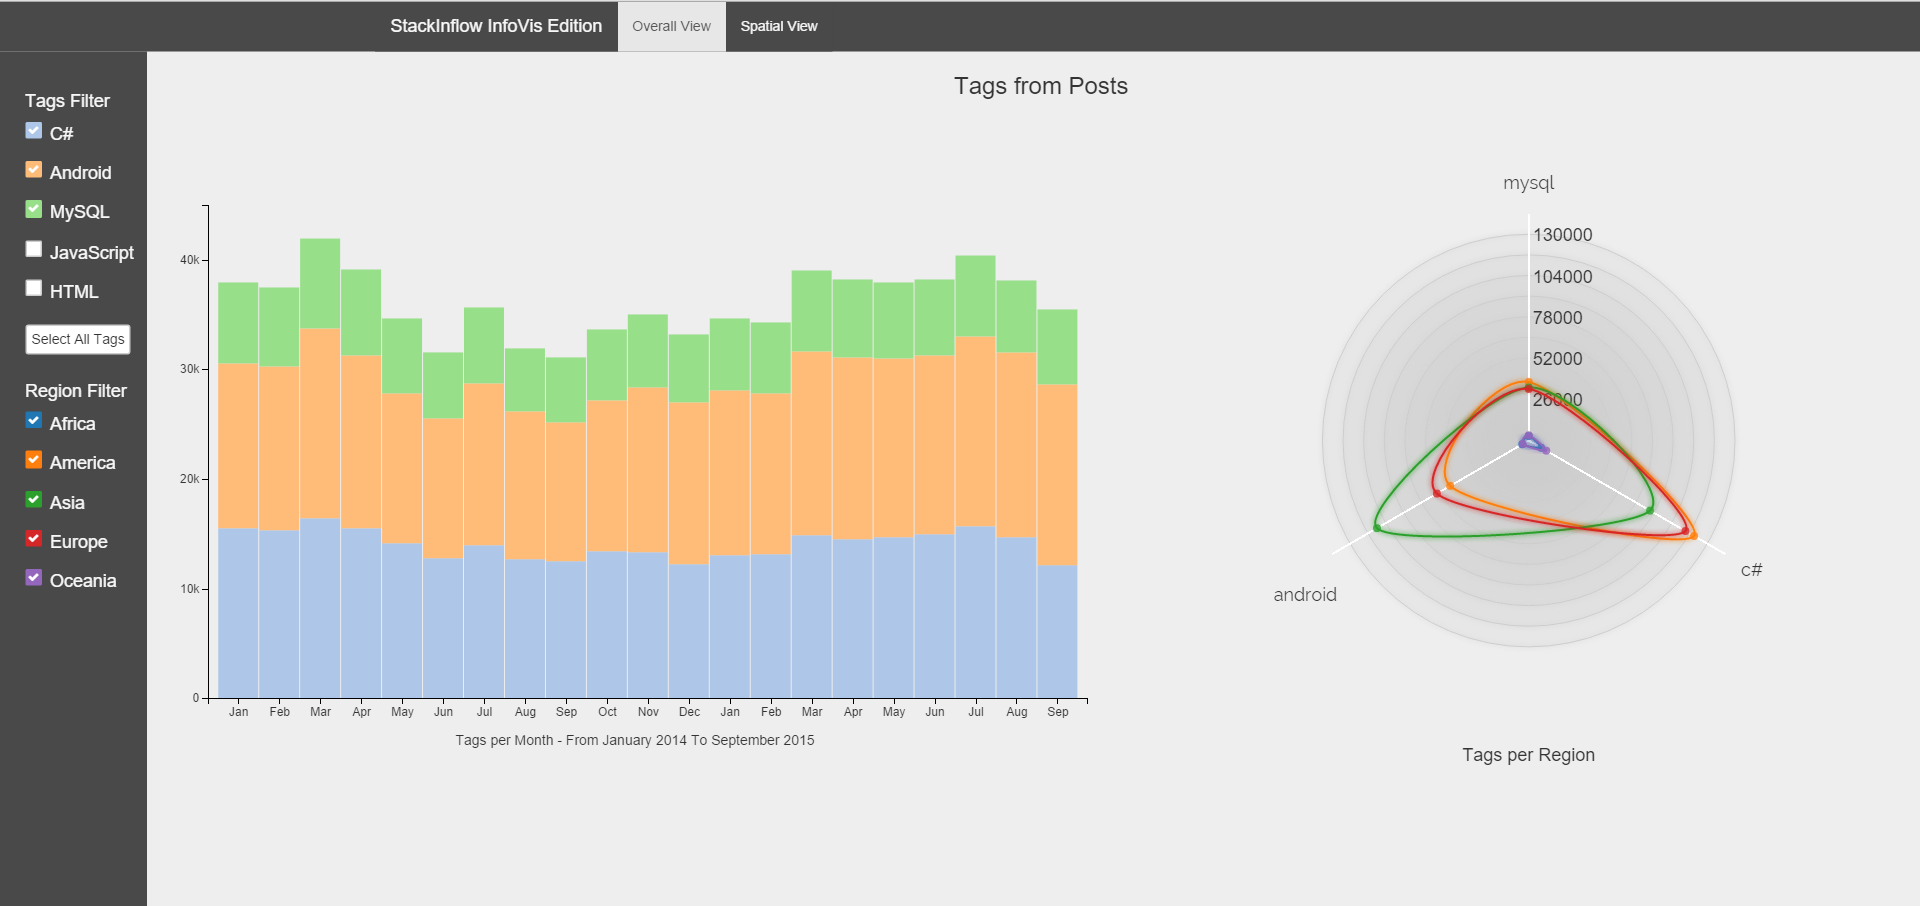 StackInflow InfoVis Edition Overall View Spatial View
Tags Filter
C#
Android
MySQL
JavaScript
HTML
Select All Tags
Region Filter
Africa
America
Asia
Europe
Oceania
Tags from Posts
40k
30k
20k
10k
0
Jan Feb Mar Apr May Jun Jul Aug Sep Oct Nov Dec Jan Feb Mar Apr May Jun Jul Aug Sep
Tags per Month - From January 2014 To September 2015
mysql
130000
104000
78000
52000
26000
c#
android
Tags per Region